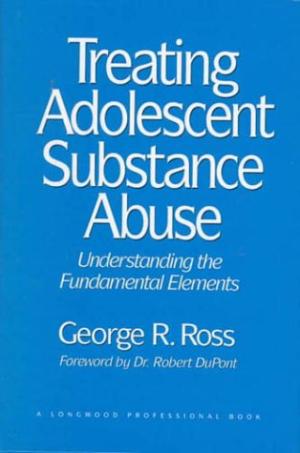 Treating
Adolescent
Substance
Abuse
Understanding the
Fundamental Elements
George R. Ross
Foreword by Dr. Robert DuPont
A LONGWOOD PROFESSIONAL BOOK